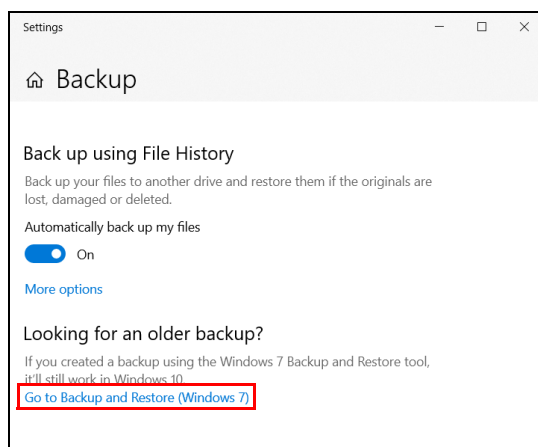 Settings
Backup
Back up using File History
Back up your files to another drive and restore them if the originals are
lost, damaged or deleted.
Automatically back up my files
On
More options
Looking for an older backup?
If you created a backup using the Windows 7 Backup and Restore tool,
it'll still work in Windows 10.
Go to Backup and Restore (Windows 7)